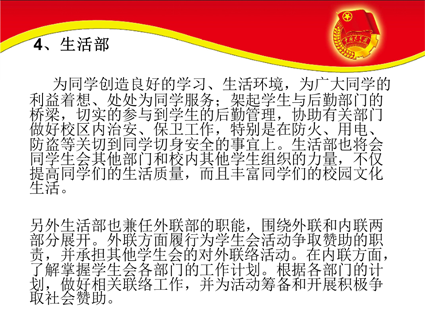 4、生活部
为同学创造良好的学习、生活环境，为广大同学的
利益着想、处处为同学服务；架起学生与后勤部门的
桥梁，切实的参与到学生的后勤管理，协助有关部门
做好校区内治安、保卫工作，特别是在防火、用电、
防盗等关切到同学切身安全的事宜上。生活部也将会
同学生会其他部门和校内其他学生组织的力量，不仅
提高同学们的生活质量，而且丰富同学们的校园文化
生活。
另外生活部也兼任外联部的职能，围绕外联和内联两
部分展开。外联方面履行为学生会活动争取赞助的职
责，并承担其他学生会的对外联络活动。在内联方面，
了解掌握学生会各部门的工作计划。根据各部门的计
划，做好相关联络工作，并为活动筹备和开展积极争
取社会赞助。